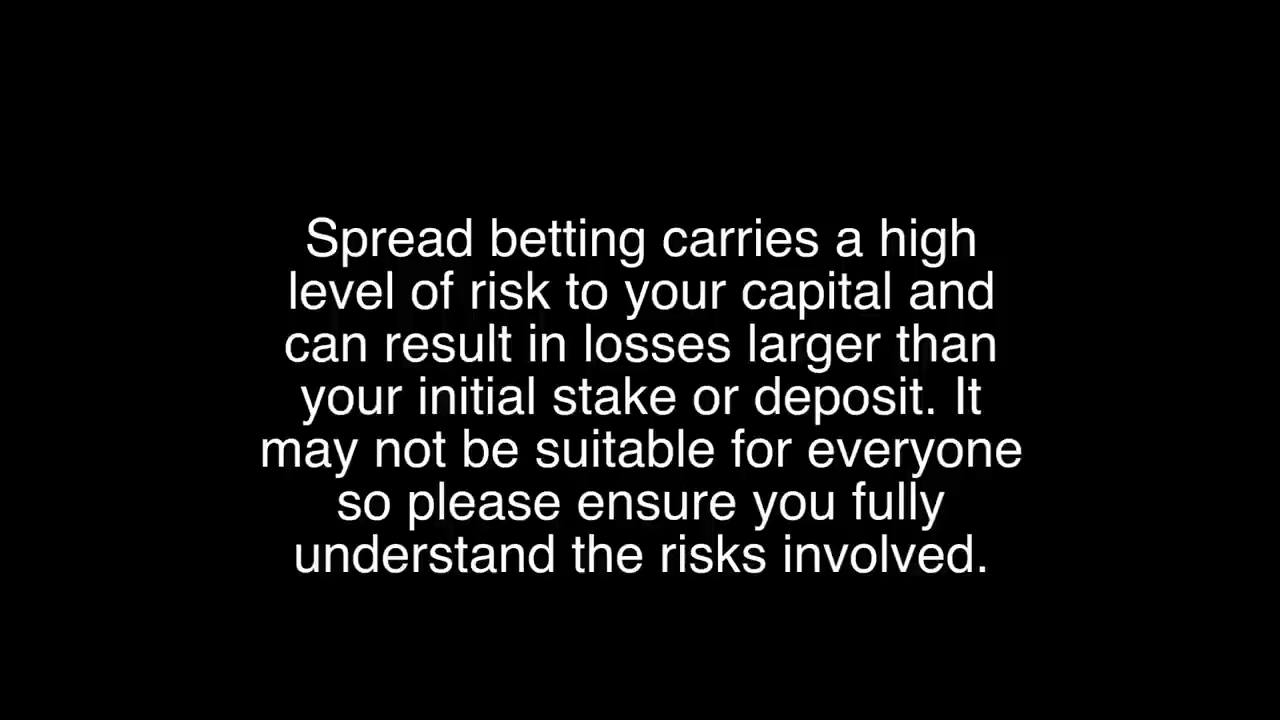 Spread betting carries a high
level of risk to your capital and
can result in losses larger than
your initial stake or deposit. It
may not be suitable for everyone
so please ensure you fully
understand the risks involved.